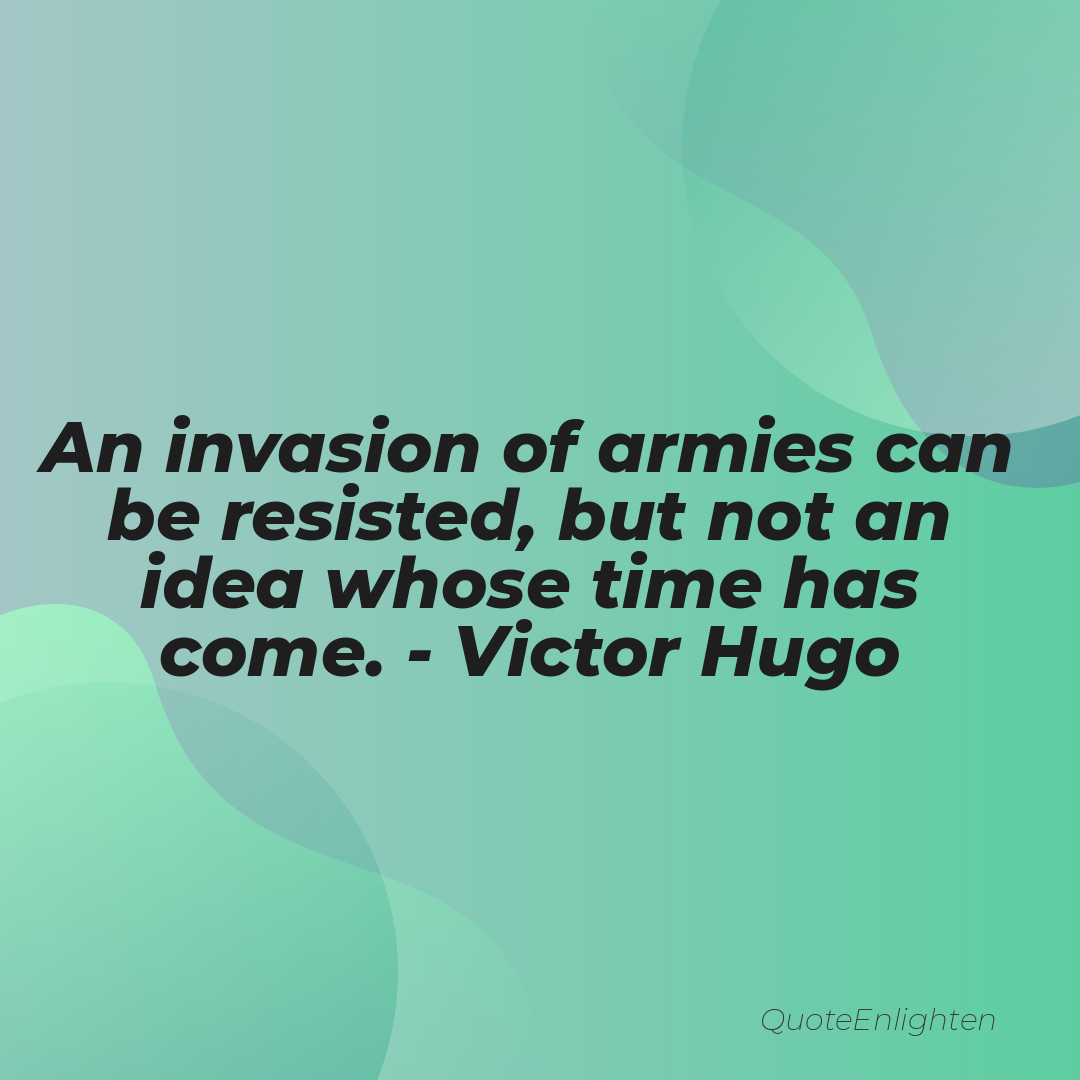 An invasion of armies can
be resisted, but not an
idea whose time has
come. - Victor Hugo
QuoteEnlighten